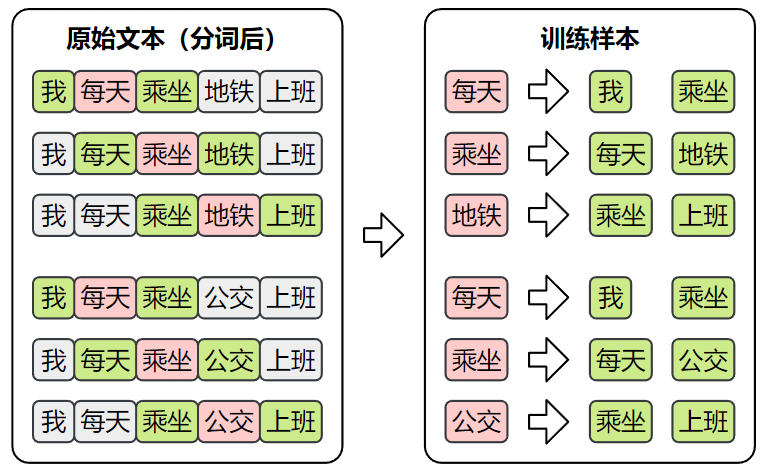 原始文本（分词后）
我 每天 乘坐 地铁 上班
我 每天 乘坐 地铁 上班
我 每天 乘坐 地铁 上班
我 每天 乘坐 公交 上班
我 每天 乘坐 公交 上班
我 每天 乘坐 公交 上班
训练样本
每天 我 乘坐
乘坐 每天 地铁
地铁 乘坐 上班
每天 我 乘坐
乘坐 每天 公交
公交 乘坐 上班